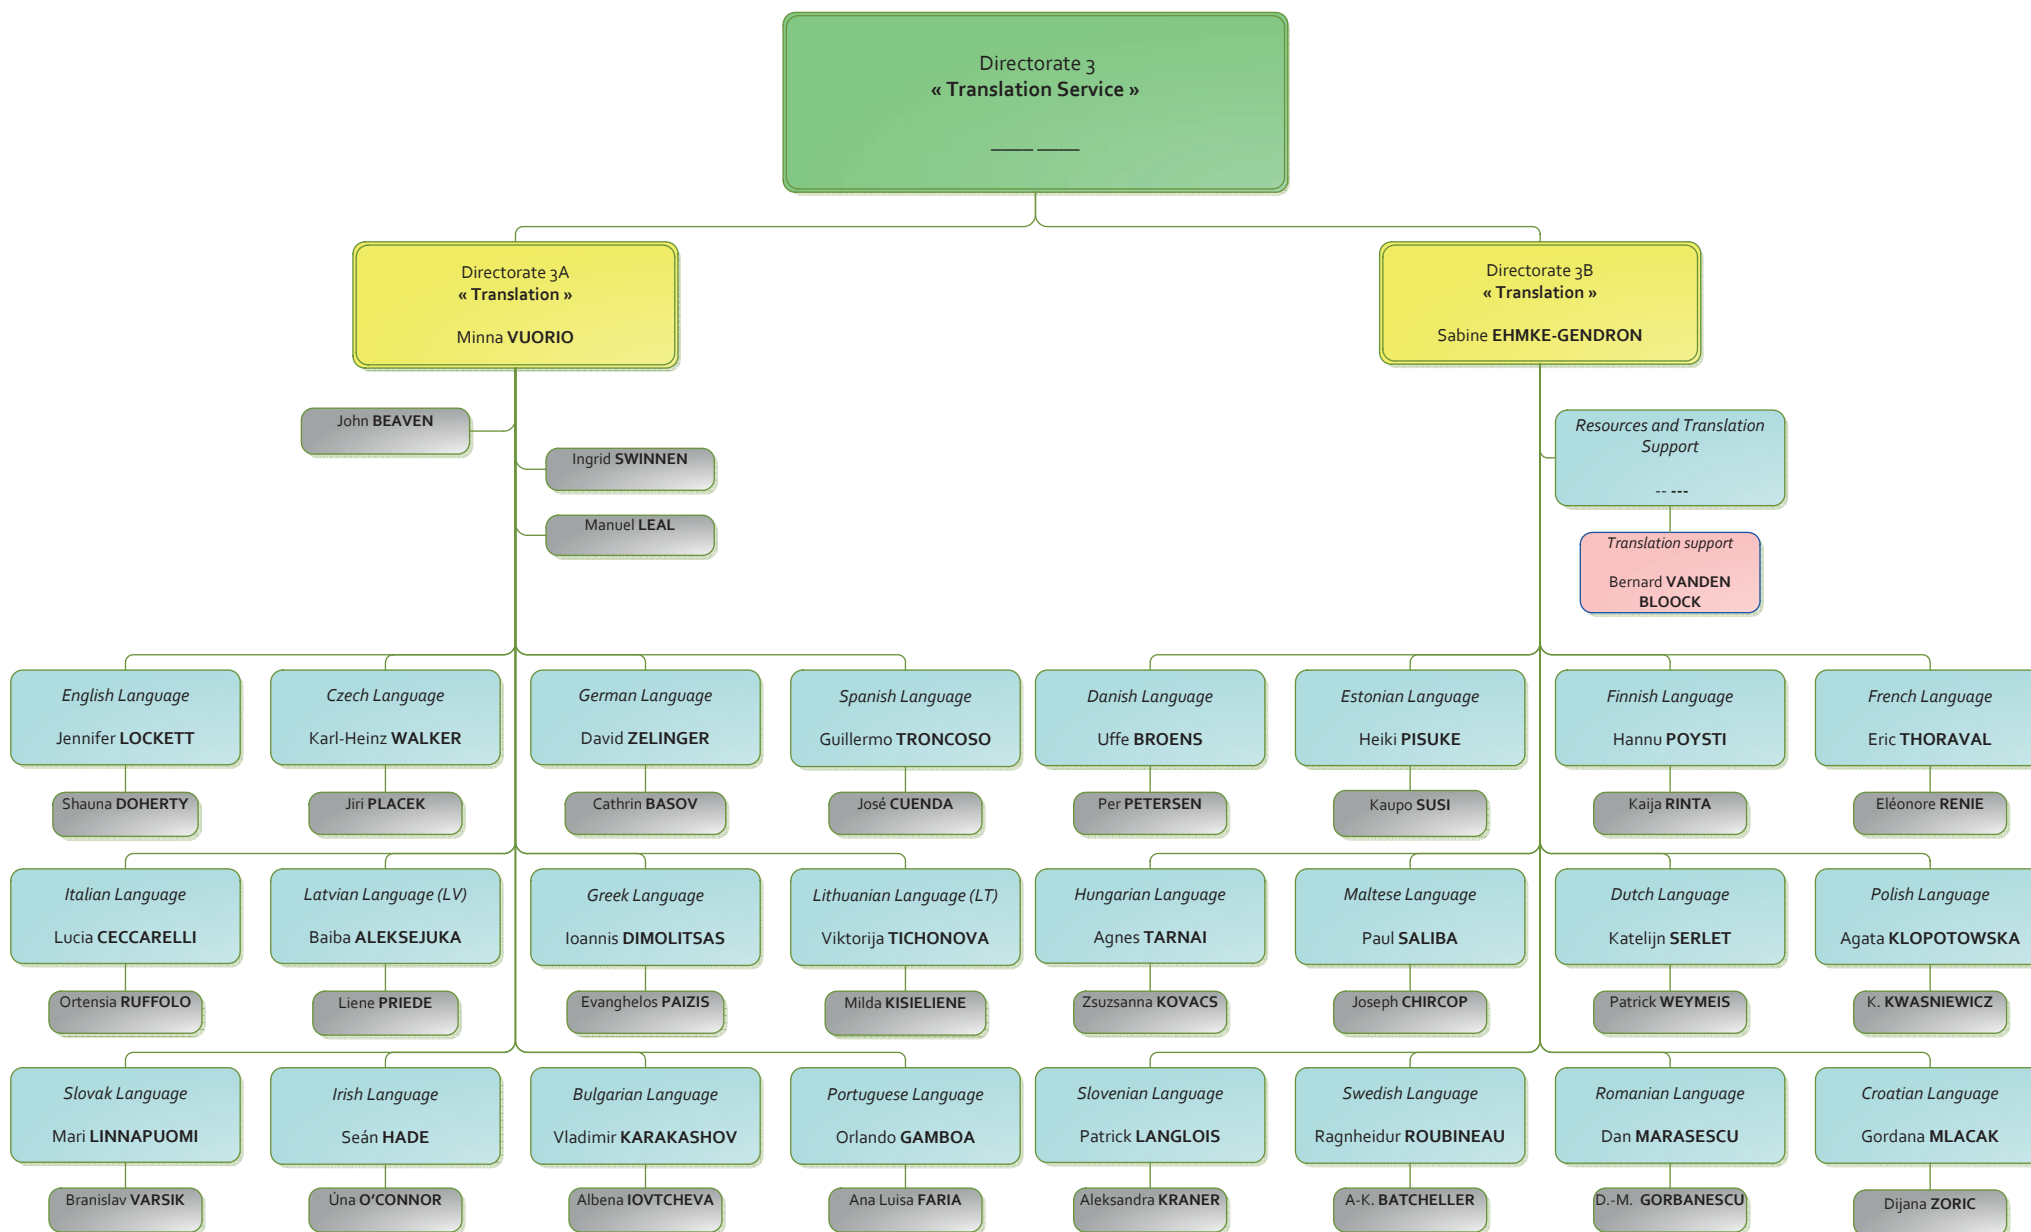 Directorate 3
« Translation Service »
____ ____
Directorate 3A
« Translation »
Minna VUORIO
Directorate 3B
« Translation »
Sabine EHMKE-GENDRON
John BEAVEN
Ingrid SWINNEN
Manuel LEAL
Resources and Translation
Support
-- ---
Translation support
Bernard VANDEN
BLOOCK
English Language
Jennifer LOCKETT
Shauna DOHERTY
Czech Language
Karl-Heinz WALKER
Jiri PLACEK
German Language
David ZELINGER
Cathrin BASOV
Spanish Language
Guillermo TRONCOSO
José CUENDA
Danish Language
Uffe BROENS
Per PETERSEN
Estonian Language
Heiki PISUKE
Kaupo SUSI
Finnish Language
Hannu POYSTI
Kaija RINTA
French Language
Eric THORAVAL
Eléonore RENIE
Italian Language
Lucia CECCARELLI
Ortensia RUFFOLO
Latvian Language (LV)
Baiba ALEKSEJUKA
Liene PRIEDE
Greek Language
Ioannis DIMOLITSAS
Evanghelos PAIZIS
Lithuanian Language (LT)
Viktorija TICHONOVA
Milda KISIELIENE
Hungarian Language
Agnes TARNAI
Zsuzsanna KOVACS
Maltese Language
Paul SALIBA
Joseph CHIRCOP
Dutch Language
Katelijn SERLET
Patrick WEYMEIS
Polish Language
Agata KLOPOTOWSKA
K. KWASNIEWICZ
Slovak Language
Mari LINNAPUOMI
Branislav VARSIK
Irish Language
Seán HADE
Úna O'CONNOR
Bulgarian Language
Vladimir KARAKASHOV
Albena IOVTCHEVA
Portuguese Language
Orlando GAMBOA
Ana Luisa FARIA
Slovenian Language
Patrick LANGLOIS
Aleksandra KRANER
Swedish Language
Ragnheidur ROUBINEAU
A-K. BATCHELLER
Romanian Language
Dan MARASESCU
D.-M. GORBANESCU
Croatian Language
Gordana MLACAK
Dijana ZORIC